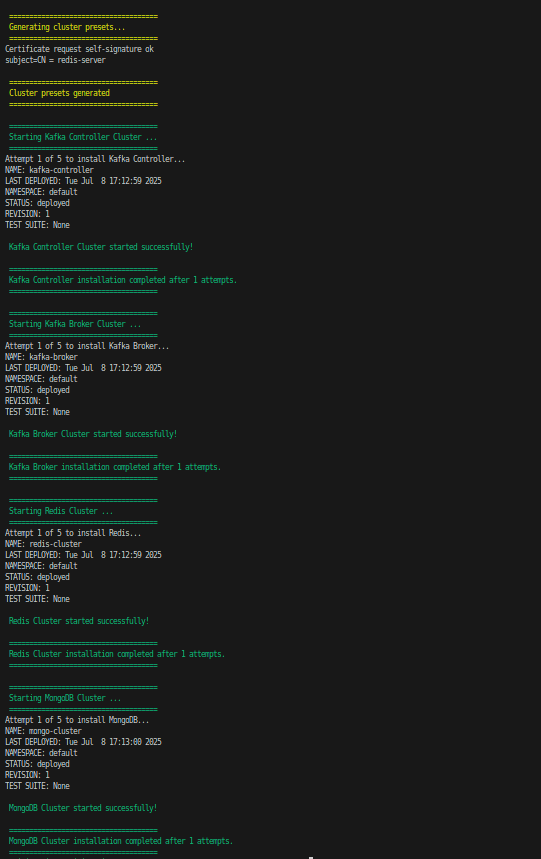 =====================================
Generating cluster presets...
=====================================
Certificate request self-signature ok
subject=CN = redis-server
=====================================
Cluster presets generated
=====================================
=====================================
Starting Kafka Controller Cluster ...
=====================================
Attempt 1 of 5 to install Kafka Controller...
NAME: kafka-controller
LAST DEPLOYED: Tue Jul  8 17:12:59 2025
NAMESPACE: default
STATUS: deployed
REVISION: 1
TEST SUITE: None
Kafka Controller Cluster started successfully!
=====================================
Kafka Controller installation completed after 1 attempts.
=====================================
=====================================
Starting Kafka Broker Cluster ...
=====================================
Attempt 1 of 5 to install Kafka Broker...
NAME: kafka-broker
LAST DEPLOYED: Tue Jul  8 17:12:59 2025
NAMESPACE: default
STATUS: deployed
REVISION: 1
TEST SUITE: None
Kafka Broker Cluster started successfully!
=====================================
Kafka Broker installation completed after 1 attempts.
=====================================
=====================================
Starting Redis Cluster ...
=====================================
Attempt 1 of 5 to install Redis...
NAME: redis-cluster
LAST DEPLOYED: Tue Jul  8 17:12:59 2025
NAMESPACE: default
STATUS: deployed
REVISION: 1
TEST SUITE: None
Redis Cluster started successfully!
=====================================
Redis Cluster installation completed after 1 attempts.
=====================================
=====================================
Starting MongoDB Cluster ...
=====================================
Attempt 1 of 5 to install MongoDB...
NAME: mongo-cluster
LAST DEPLOYED: Tue Jul  8 17:13:00 2025
NAMESPACE: default
STATUS: deployed
REVISION: 1
TEST SUITE: None
MongoDB Cluster started successfully!
=====================================
MongoDB Cluster installation completed after 1 attempts.
=====================================